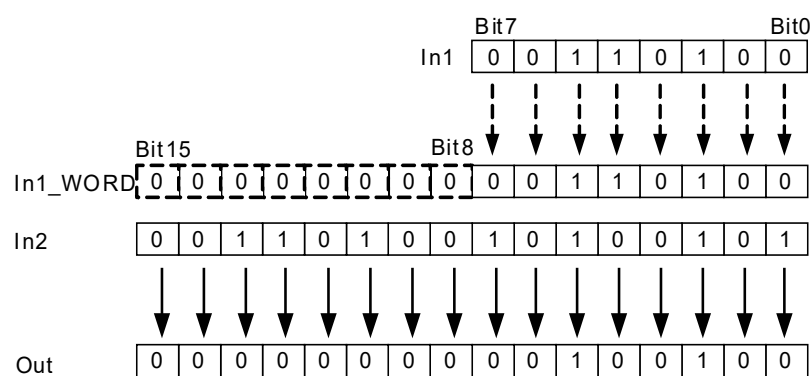 Bit7 Bit0
In1 0 0 1 1 0 1 0 0
Bit15 Bit8
In1_WORD 0 0 0 0 0 0 0 0 0 0 1 1 0 1 0 0
In2 0 0 1 1 0 1 0 0 1 0 1 0 0 1 0 1
Out 0 0 0 0 0 0 0 0 0 0 1 0 0 1 0 0